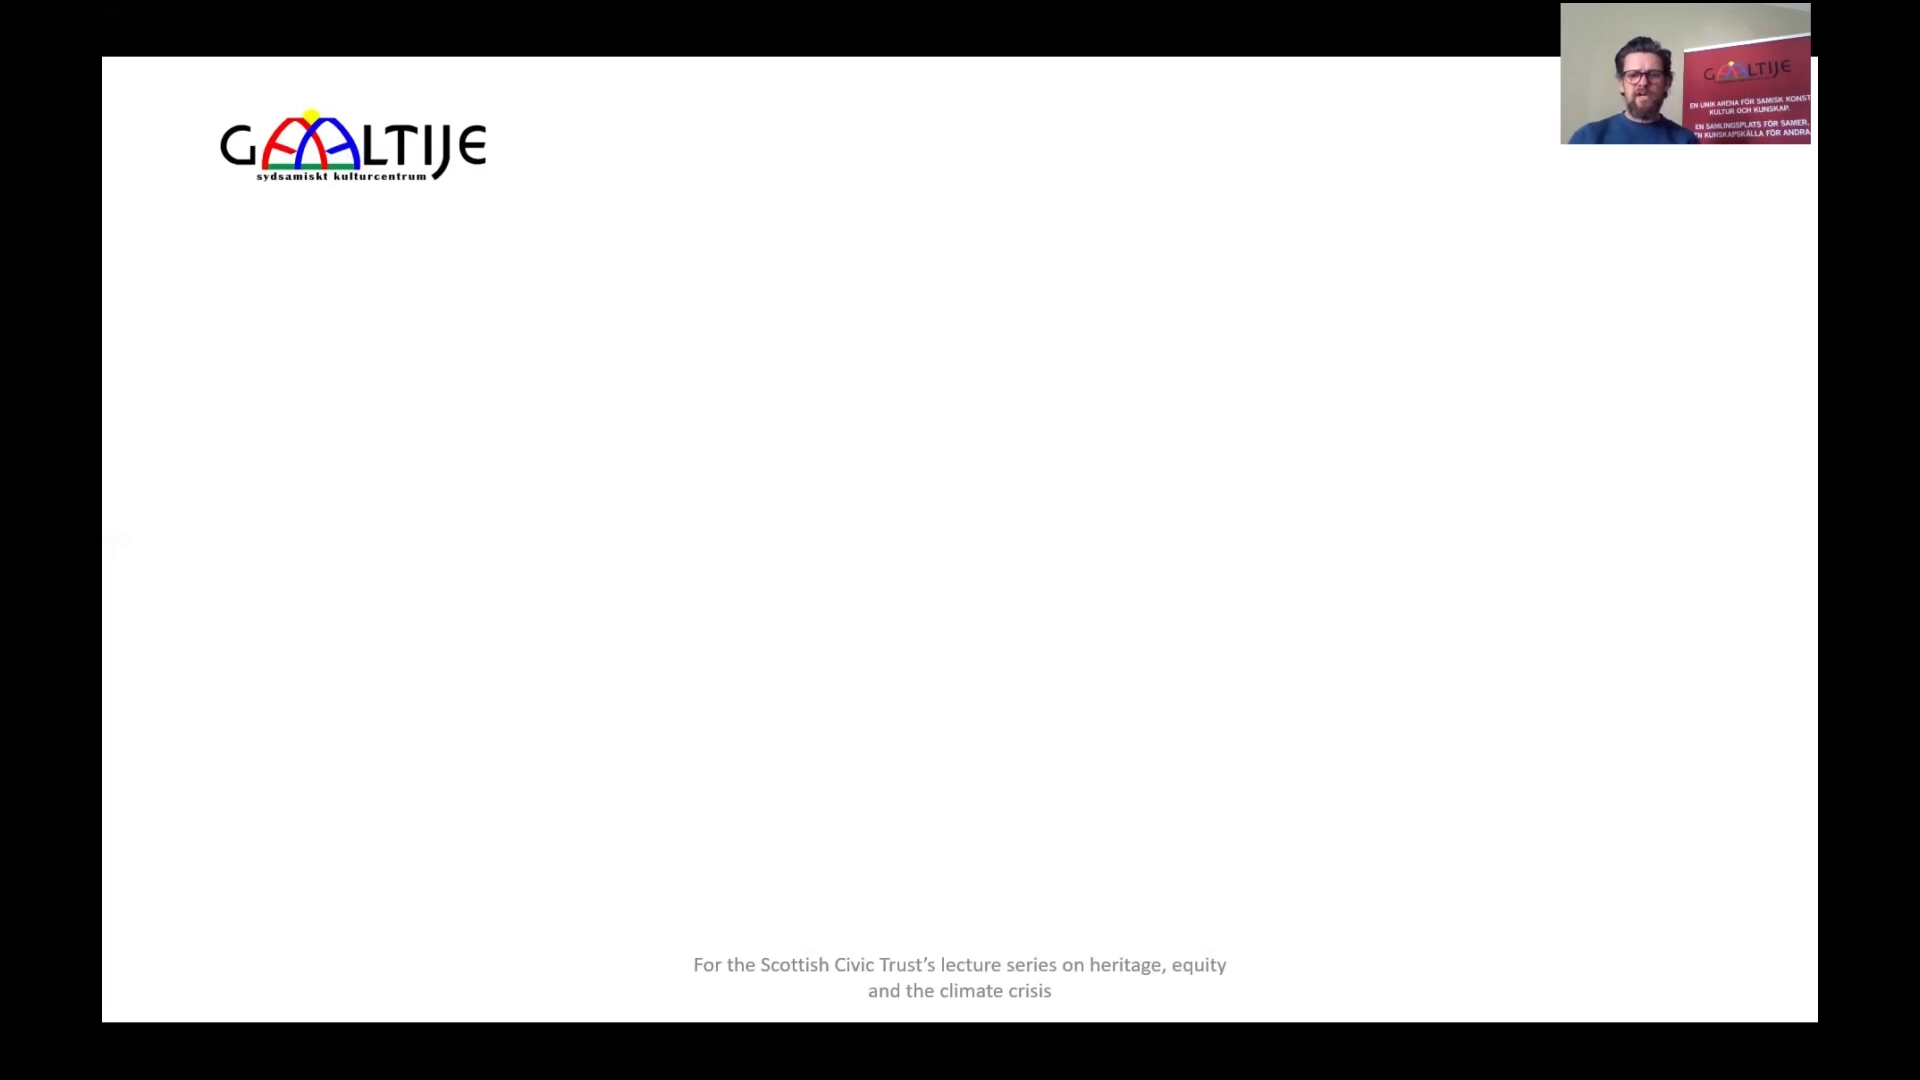 GAALTIJE
sydsamiskt kulturcentrum
GAALTIJE
EN UNIK ARENA FÖR SAMISK KONST
KULTUR OCH KUNSKAP.
EN SAMLINGSPLATS FÖR SAMER,
EN KUNSKAPSKÄLLA FÖR ANDRA
For the Scottish Civic Trust’s lecture series on heritage, equity
and the climate crisis